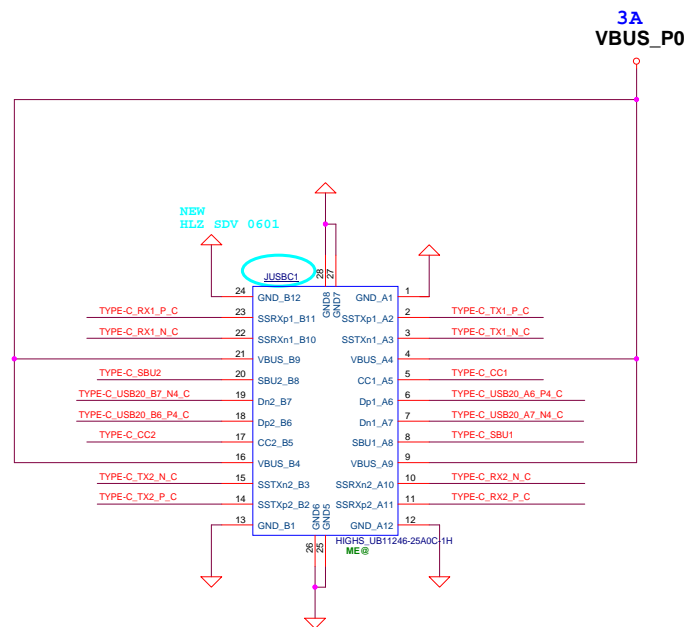 3A
VBUS_P0
NEW
HLZ SDV 0601
JUSBC1
28
27
GND8
GND7
24
GND_B12
GND_A1
1
TYPE-C_RX1_P_C
23
SSRXp1_B11
SSTXp1_A2
2
TYPE-C_TX1_P_C
TYPE-C_RX1_N_C
22
SSRXn1_B10
SSTXn1_A3
3
TYPE-C_TX1_N_C
21
VBUS_B9
VBUS_A4
4
TYPE-C_SBU2
20
SBU2_B8
CC1_A5
5
TYPE-C_CC1
TYPE-C_USB20_B7_N4_C
19
Dn2_B7
Dp1_A6
6
TYPE-C_USB20_A6_P4_C
TYPE-C_USB20_B6_P4_C
18
Dp2_B6
Dn1_A7
7
TYPE-C_USB20_A7_N4_C
TYPE-C_CC2
17
CC2_B5
SBU1_A8
8
TYPE-C_SBU1
16
VBUS_B4
VBUS_A9
9
TYPE-C_TX2_N_C
15
SSTXn2_B3
SSRXn2_A10
10
TYPE-C_RX2_N_C
TYPE-C_TX2_P_C
14
SSTXp2_B2
SSRXp2_A11
11
TYPE-C_RX2_P_C
13
GND_B1
GND_A12
12
GND6
GND5
26
25
HIGHS_UB11246-25A0C-1H
ME@